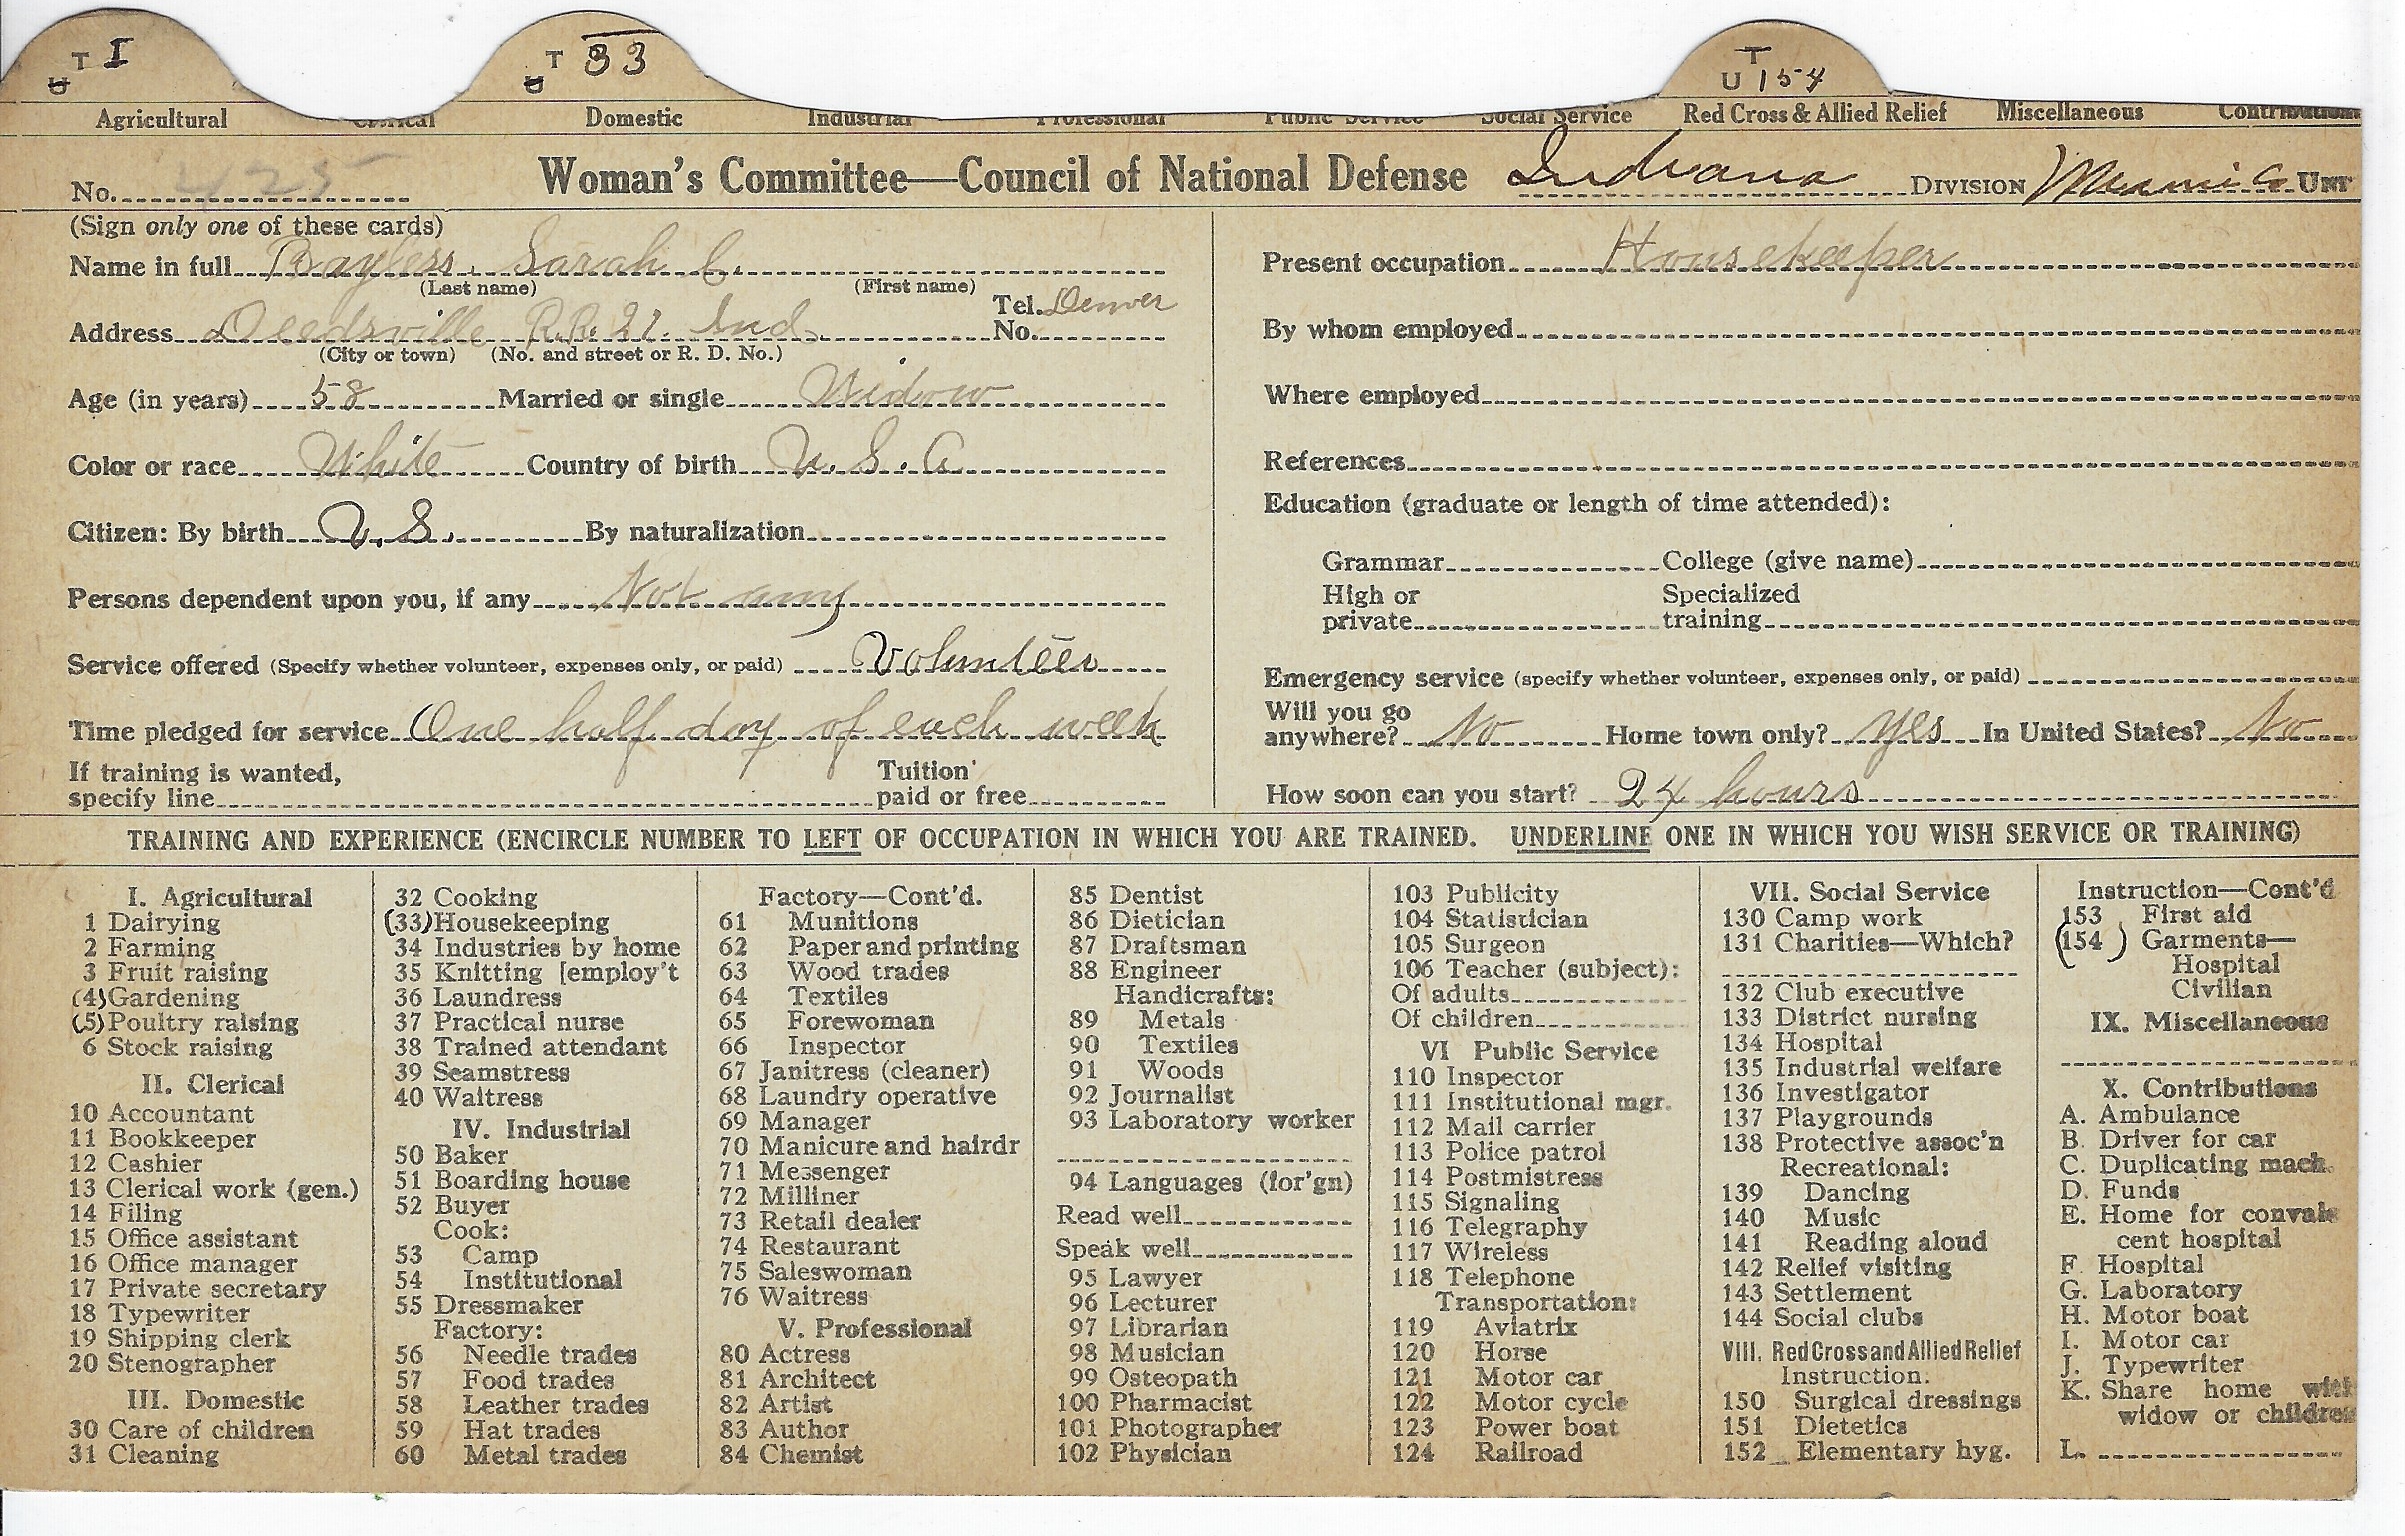 T I
U
T 33
U
T
U 154
Agricultural Clerical Domestic Industrial Professional Public Service Social Service Red Cross & Allied Relief Miscellaneous Contributions
No. 425 Woman's Committee—Council of National Defense Indiana DIVISION Miami Co. UNIT
(Sign only one of these cards)
Name in full Bayless, Sarah C.
(Last name) (First name)
Address Deedsville R.R. 21. Ind. Tel. No. Denver
(City or town) (No. and street or R. D. No.)
Age (in years) 58 Married or single Widow
Color or race White Country of birth U. S. A
Citizen: By birth U. S. By naturalization
Persons dependent upon you, if any Not any
Service offered (Specify whether volunteer, expenses only, or paid) Volunteer
Time pledged for service One half day of each week
If training is wanted, Tuition
specify line paid or free
Present occupation Housekeeper
By whom employed
Where employed
References
Education (graduate or length of time attended):
Grammar College (give name)
High or Specialized
private training
Emergency service (specify whether volunteer, expenses only, or paid)
Will you go
anywhere? No Home town only? yes In United States? No
How soon can you start? 24 hours
TRAINING AND EXPERIENCE (ENCIRCLE NUMBER TO LEFT OF OCCUPATION IN WHICH YOU ARE TRAINED. UNDERLINE ONE IN WHICH YOU WISH SERVICE OR TRAINING)
I. Agricultural
1 Dairying
2 Farming
3 Fruit raising
(4) Gardening
(5) Poultry raising
6 Stock raising
II. Clerical
10 Accountant
11 Bookkeeper
12 Cashier
13 Clerical work (gen.)
14 Filing
15 Office assistant
16 Office manager
17 Private secretary
18 Typewriter
19 Shipping clerk
20 Stenographer
III. Domestic
30 Care of children
31 Cleaning
32 Cooking
(33) Housekeeping
34 Industries by home
35 Knitting [employ't
36 Laundress
37 Practical nurse
38 Trained attendant
39 Seamstress
40 Waitress
IV. Industrial
50 Baker
51 Boarding house
52 Buyer
Cook:
53 Camp
54 Institutional
55 Dressmaker
Factory:
56 Needle trades
57 Food trades
58 Leather trades
59 Hat trades
60 Metal trades
Factory—Cont'd.
61 Munitions
62 Paper and printing
63 Wood trades
64 Textiles
65 Forewoman
66 Inspector
67 Janitress (cleaner)
68 Laundry operative
69 Manager
70 Manicure and hairdr
71 Messenger
72 Milliner
73 Retail dealer
74 Restaurant
75 Saleswoman
76 Waitress
V. Professional
80 Actress
81 Architect
82 Artist
83 Author
84 Chemist
85 Dentist
86 Dietician
87 Draftsman
88 Engineer
Handicrafts:
89 Metals
90 Textiles
91 Woods
92 Journalist
93 Laboratory worker
94 Languages (for'gn)
Read well
Speak well
95 Lawyer
96 Lecturer
97 Librarian
98 Musician
99 Osteopath
100 Pharmacist
101 Photographer
102 Physician
103 Publicity
104 Statistician
105 Surgeon
106 Teacher (subject):
Of adults
Of children
VI Public Service
110 Inspector
111 Institutional mgr.
112 Mail carrier
113 Police patrol
114 Postmistress
115 Signaling
116 Telegraphy
117 Wireless
118 Telephone
Transportation:
119 Aviatrix
120 Horse
121 Motor car
122 Motor cycle
123 Power boat
124 Railroad
VII. Social Service
130 Camp work
131 Charities—Which?
132 Club executive
133 District nursing
134 Hospital
135 Industrial welfare
136 Investigator
137 Playgrounds
138 Protective assoc'n
Recreational:
139 Dancing
140 Music
141 Reading aloud
142 Relief visiting
143 Settlement
144 Social clubs
VIII. Red Cross and Allied Relief
Instruction.
150 Surgical dressings
151 Dietetics
152 Elementary hyg.
Instruction—Cont'd
153 First aid
(154) Garments—
Hospital
Civilian
IX. Miscellaneous
X. Contributions
A. Ambulance
B. Driver for car
C. Duplicating mach.
D. Funds
E. Home for convales
cent hospital
F. Hospital
G. Laboratory
H. Motor boat
I. Motor car
J. Typewriter
K. Share home with
widow or children
L.